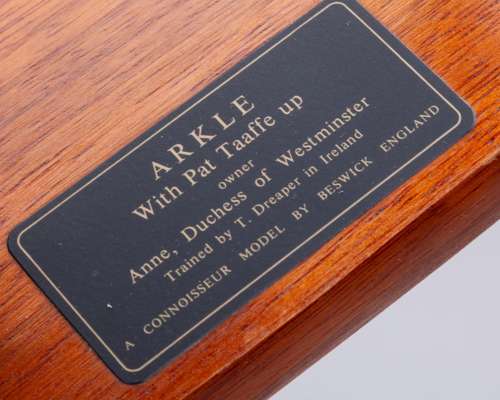 ARKLE
With Pat Taaffe up
owner
Anne, Duchess of Westminster
Trained by T. Dreaper in Ireland
A CONNOISSEUR MODEL BY BESWICK ENGLAND